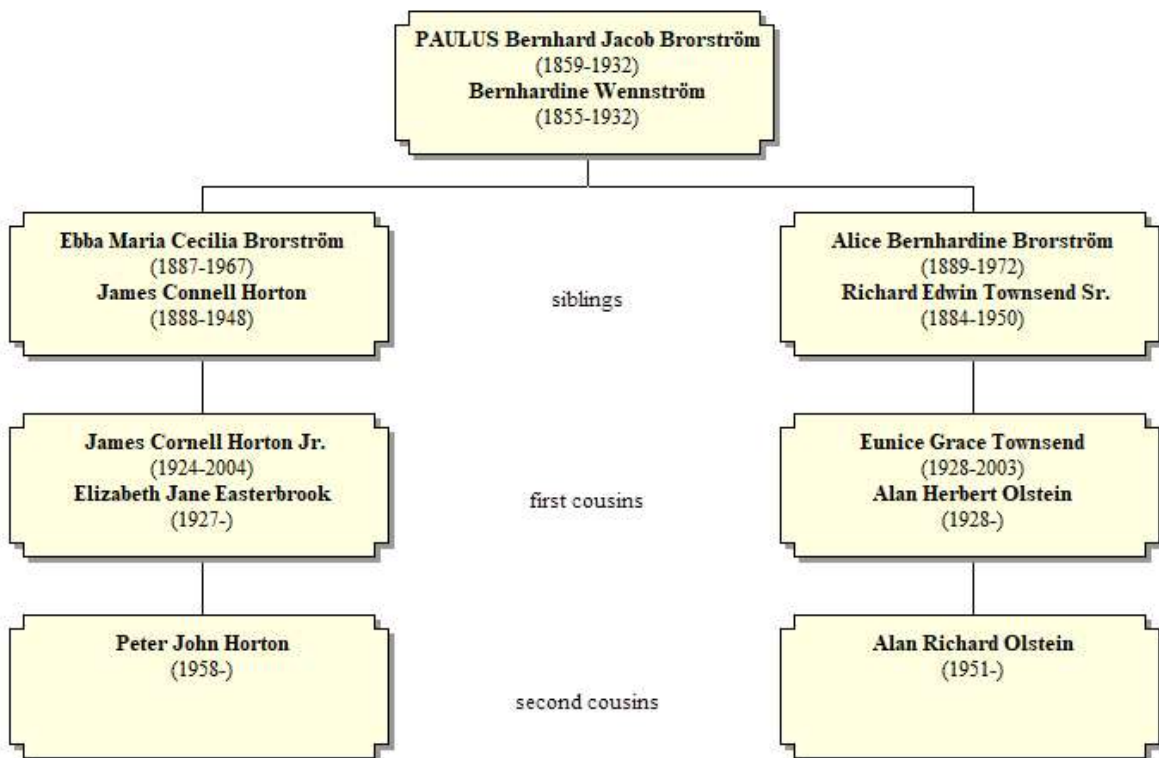 PAULUS Bernhard Jacob Brorström
(1859-1932)
Bernhardine Wennström
(1855-1932)
Ebba Maria Cecilia Brorström
(1887-1967)
James Connell Horton
(1888-1948)
siblings
Alice Bernhardine Brorström
(1889-1972)
Richard Edwin Townsend Sr.
(1884-1950)
James Cornell Horton Jr.
(1924-2004)
Elizabeth Jane Easterbrook
(1927-)
first cousins
Eunice Grace Townsend
(1928-2003)
Alan Herbert Olstein
(1928-)
Peter John Horton
(1958-)
second cousins
Alan Richard Olstein
(1951-)